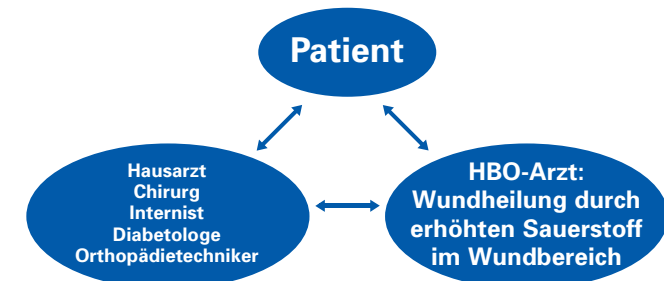 Patient
Hausarzt
Chirurg
Internist
Diabetologe
Orthopädietechniker
HBO-Arzt:
Wundheilung durch
erhöhten Sauerstoff
im Wundbereich